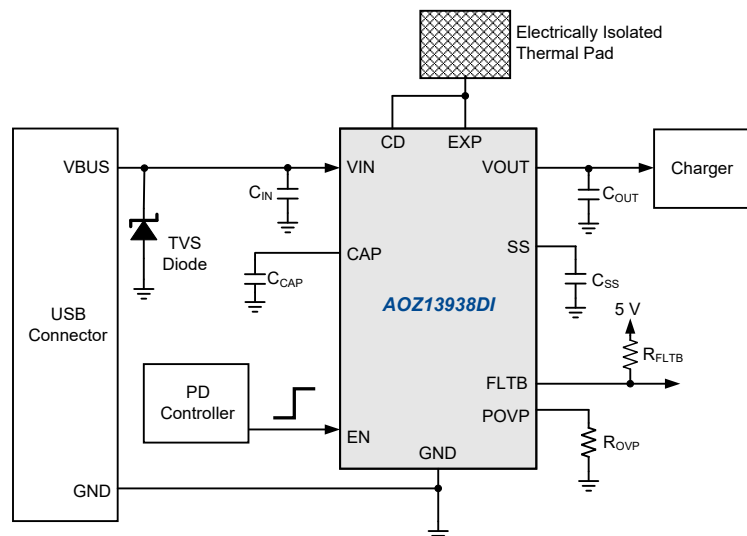 Electrically Isolated
Thermal Pad
CD
EXP
VBUS
VIN
VOUT
Charger
CIN
COUT
TVS
Diode
CAP
SS
CCAP
CSS
USB
Connector
AOZ13938DI
5 V
RFLTB
PD
Controller
FLTB
POVP
EN
ROVP
GND
GND